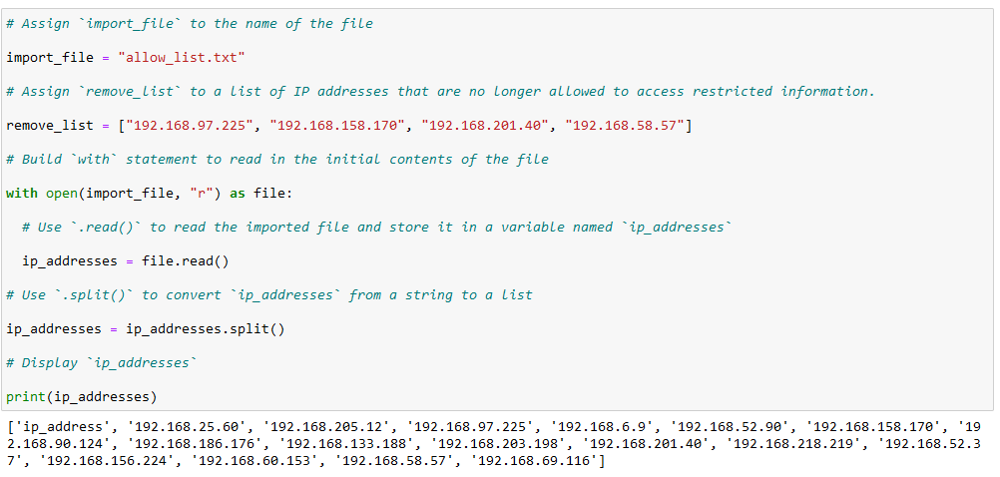 # Assign `import_file` to the name of the file
import_file = "allow_list.txt"
# Assign `remove_list` to a list of IP addresses that are no longer allowed to access restricted information.
remove_list = ["192.168.97.225", "192.168.158.170", "192.168.201.40", "192.168.58.57"]
# Build `with` statement to read in the initial contents of the file
with open(import_file, "r") as file:
  # Use `.read()` to read the imported file and store it in a variable named `ip_addresses`
  ip_addresses = file.read()
# Use `.split()` to convert `ip_addresses` from a string to a list
ip_addresses = ip_addresses.split()
# Display `ip_addresses`
print(ip_addresses)
['ip_address', '192.168.25.60', '192.168.205.12', '192.168.97.225', '192.168.6.9', '192.168.52.90', '192.168.158.170', '19
2.168.90.124', '192.168.186.176', '192.168.133.188', '192.168.203.198', '192.168.201.40', '192.168.218.219', '192.168.52.3
7', '192.168.156.224', '192.168.60.153', '192.168.58.57', '192.168.69.116']